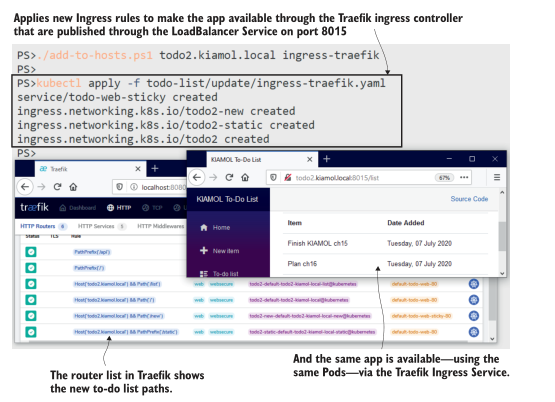 Applies new Ingress rules to make the app available through the Traefik ingress controller
that are published through the LoadBalancer Service on port 8015
PS>./add-to-hosts.ps1 todo2.kiamol.local ingress-traefik
PS>
PS>kubectl apply -f todo-list/update/ingress-traefik.yaml
service/todo-web-sticky created
ingress.networking.k8s.io/todo2-new created
ingress.networking.k8s.io/todo2-static created
ingress.networking.k8s.io/todo2 created
PS>
Traefik
localhost:8080
træfik Dashboard HTTP TCP
HTTP Routers 6 HTTP Services HTTP Middlewares
Status TLS Rule
PathPrefix(`/api`)
PathPrefix(`/`)
Host(`todo2.kiamol.local`) && Path(`/list`) web websecure todo2-default-todo2-kiamol-local-list@kubernetes default-todo-web-80
Host(`todo2.kiamol.local`) && Path(`/`) web websecure todo2-default-todo2-kiamol-local@kubernetes default-todo-web-80
Host(`todo2.kiamol.local`) && Path(`/new`) web websecure todo2-new-default-todo2-kiamol-local-new@kubernetes default-todo-web-sticky-80
Host(`todo2.kiamol.local`) && PathPrefix(`/static`) web websecure todo2-static-default-todo2-kiamol-local-static@kubernetes default-todo-web-80
KIAMOL To-Do List
todo2.kiamol.local:8015/list 67%
KIAMOL To-Do List Source Code
Home
New item
To-do list
Item Date Added
Finish KIAMOL ch15 Tuesday, 07 July 2020
Plan ch16 Tuesday, 07 July 2020
The router list in Traefik shows
the new to-do list paths.
And the same app is available—using the
same Pods—via the Traefik Ingress Service.